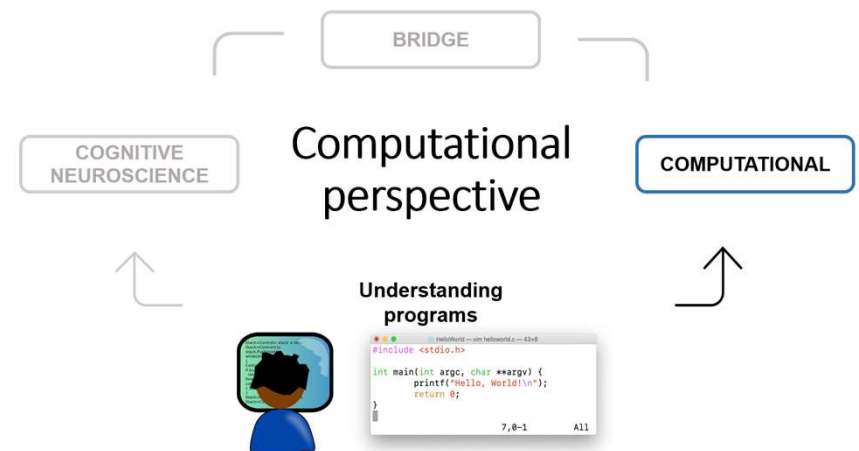 BRIDGE
COGNITIVE
NEUROSCIENCE
Computational
perspective
COMPUTATIONAL
Understanding
programs
HelloWorld — vim helloworld.c — 43×8
#include <stdio.h>
int main(int argc, char **argv) {
printf("Hello, World!\n");
return 0;
}
7,0-1 All